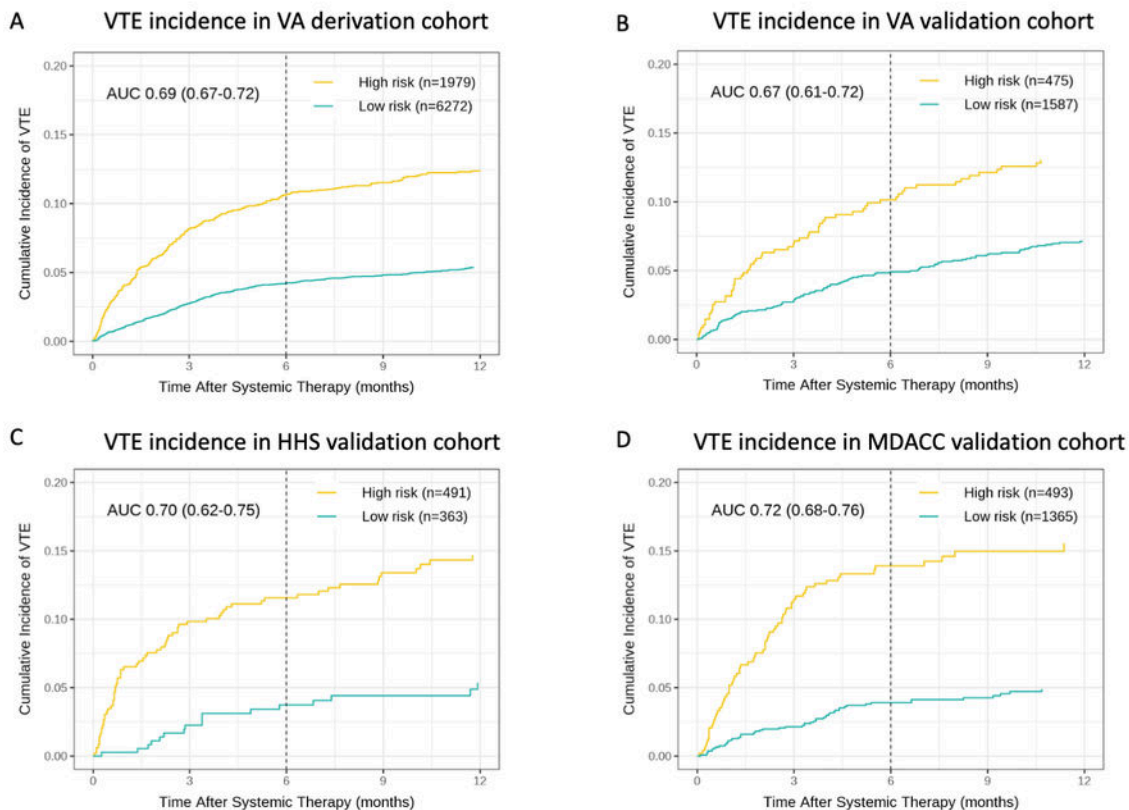 A VTE incidence in VA derivation cohort
Cumulative Incidence of VTE
0.20
0.15
0.10
0.05
0.00
AUC 0.69 (0.67-0.72)
High risk (n=1979)
Low risk (n=6272)
0 3 6 9 12
Time After Systemic Therapy (months)
B VTE incidence in VA validation cohort
Cumulative Incidence of VTE
0.20
0.15
0.10
0.05
0.00
AUC 0.67 (0.61-0.72)
High risk (n=475)
Low risk (n=1587)
0 3 6 9 12
Time After Systemic Therapy (months)
C VTE incidence in HHS validation cohort
Cumulative Incidence of VTE
0.20
0.15
0.10
0.05
0.00
AUC 0.70 (0.62-0.75)
High risk (n=491)
Low risk (n=363)
0 3 6 9 12
Time After Systemic Therapy (months)
D VTE incidence in MDACC validation cohort
Cumulative Incidence of VTE
0.20
0.15
0.10
0.05
0.00
AUC 0.72 (0.68-0.76)
High risk (n=493)
Low risk (n=1365)
0 3 6 9 12
Time After Systemic Therapy (months)